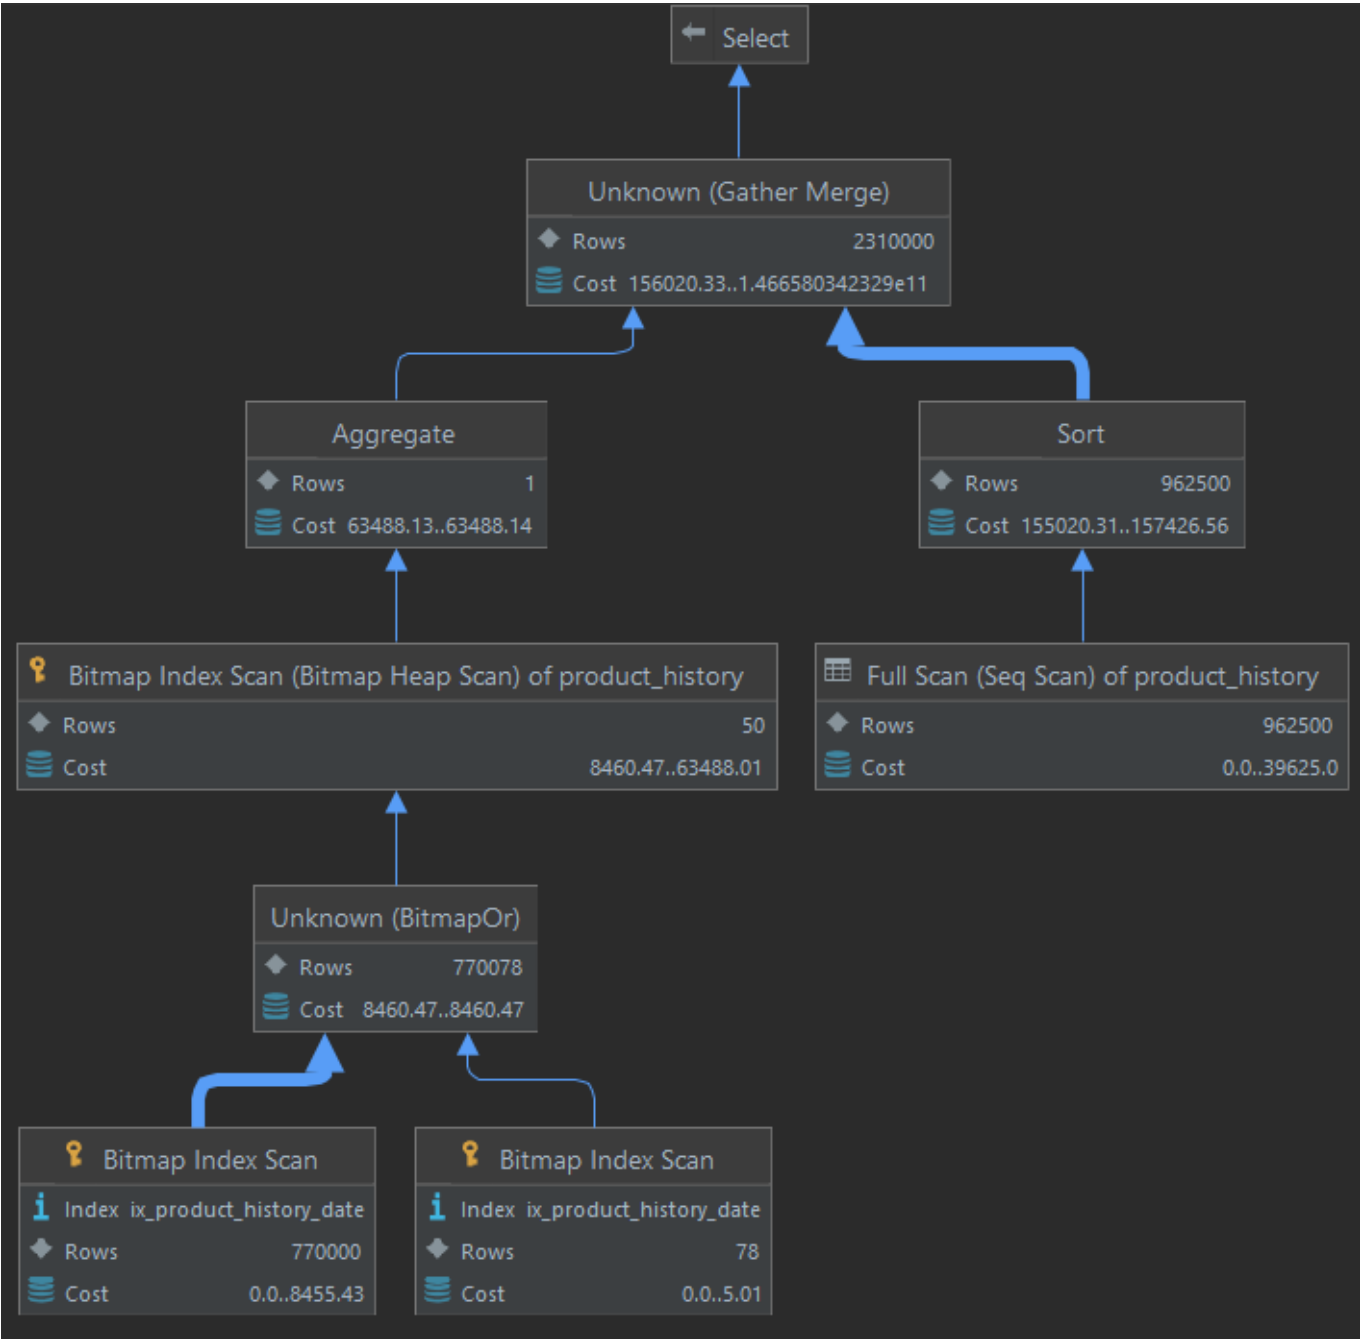 Select
Unknown (Gather Merge)
Rows 2310000
Cost 156020.33..1.466580342329e11
Aggregate
Rows 1
Cost 63488.13..63488.14
Sort
Rows 962500
Cost 155020.31..157426.56
Bitmap Index Scan (Bitmap Heap Scan) of product_history
Rows 50
Cost 8460.47..63488.01
Full Scan (Seq Scan) of product_history
Rows 962500
Cost 0.0..39625.0
Unknown (BitmapOr)
Rows 770078
Cost 8460.47..8460.47
Bitmap Index Scan
Index ix_product_history_date
Rows 770000
Cost 0.0..8455.43
Bitmap Index Scan
Index ix_product_history_date
Rows 78
Cost 0.0..5.01